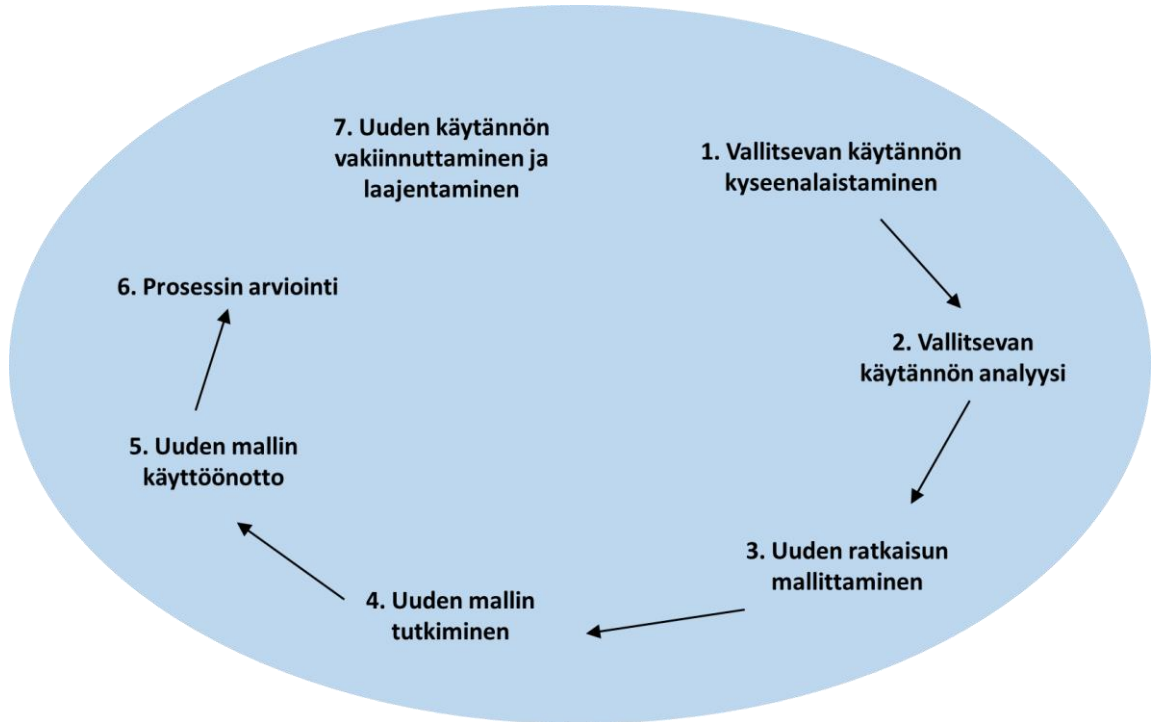 1. Vallitsevan käytännön
kyseenalaistaminen
2. Vallitsevan
käytännön analyysi
3. Uuden ratkaisun
mallittaminen
4. Uuden mallin
tutkiminen
5. Uuden mallin
käyttöönotto
6. Prosessin arviointi
7. Uuden käytännön
vakiinnuttaminen ja
laajentaminen